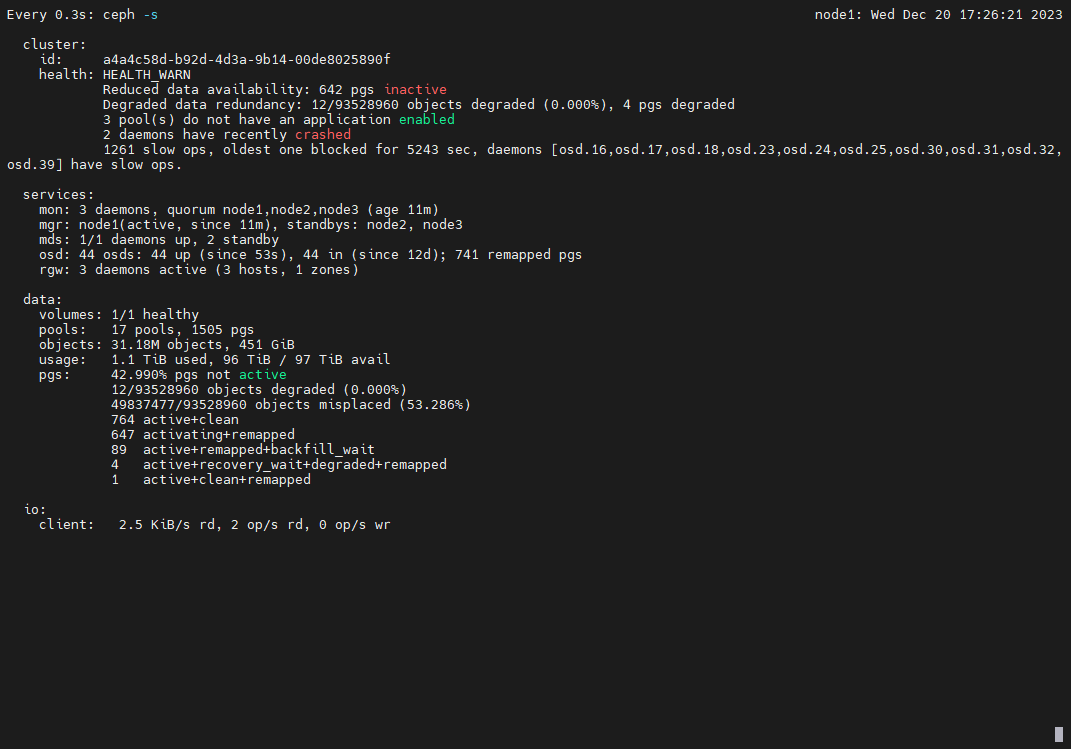 Every 0.3s: ceph -s node1: Wed Dec 20 17:26:21 2023
cluster:
id: a4a4c58d-b92d-4d3a-9b14-00de8025890f
health: HEALTH_WARN
Reduced data availability: 642 pgs inactive
Degraded data redundancy: 12/93528960 objects degraded (0.000%), 4 pgs degraded
3 pool(s) do not have an application enabled
2 daemons have recently crashed
1261 slow ops, oldest one blocked for 5243 sec, daemons [osd.16,osd.17,osd.18,osd.23,osd.24,osd.25,osd.30,osd.31,osd.32,
osd.39] have slow ops.
services:
mon: 3 daemons, quorum node1,node2,node3 (age 11m)
mgr: node1(active, since 11m), standbys: node2, node3
mds: 1/1 daemons up, 2 standby
osd: 44 osds: 44 up (since 53s), 44 in (since 12d); 741 remapped pgs
rgw: 3 daemons active (3 hosts, 1 zones)
data:
volumes: 1/1 healthy
pools: 17 pools, 1505 pgs
objects: 31.18M objects, 451 GiB
usage: 1.1 TiB used, 96 TiB / 97 TiB avail
pgs: 42.990% pgs not active
12/93528960 objects degraded (0.000%)
49837477/93528960 objects misplaced (53.286%)
764 active+clean
647 activating+remapped
89 active+remapped+backfill_wait
4 active+recovery_wait+degraded+remapped
1 active+clean+remapped
io:
client: 2.5 KiB/s rd, 2 op/s rd, 0 op/s wr